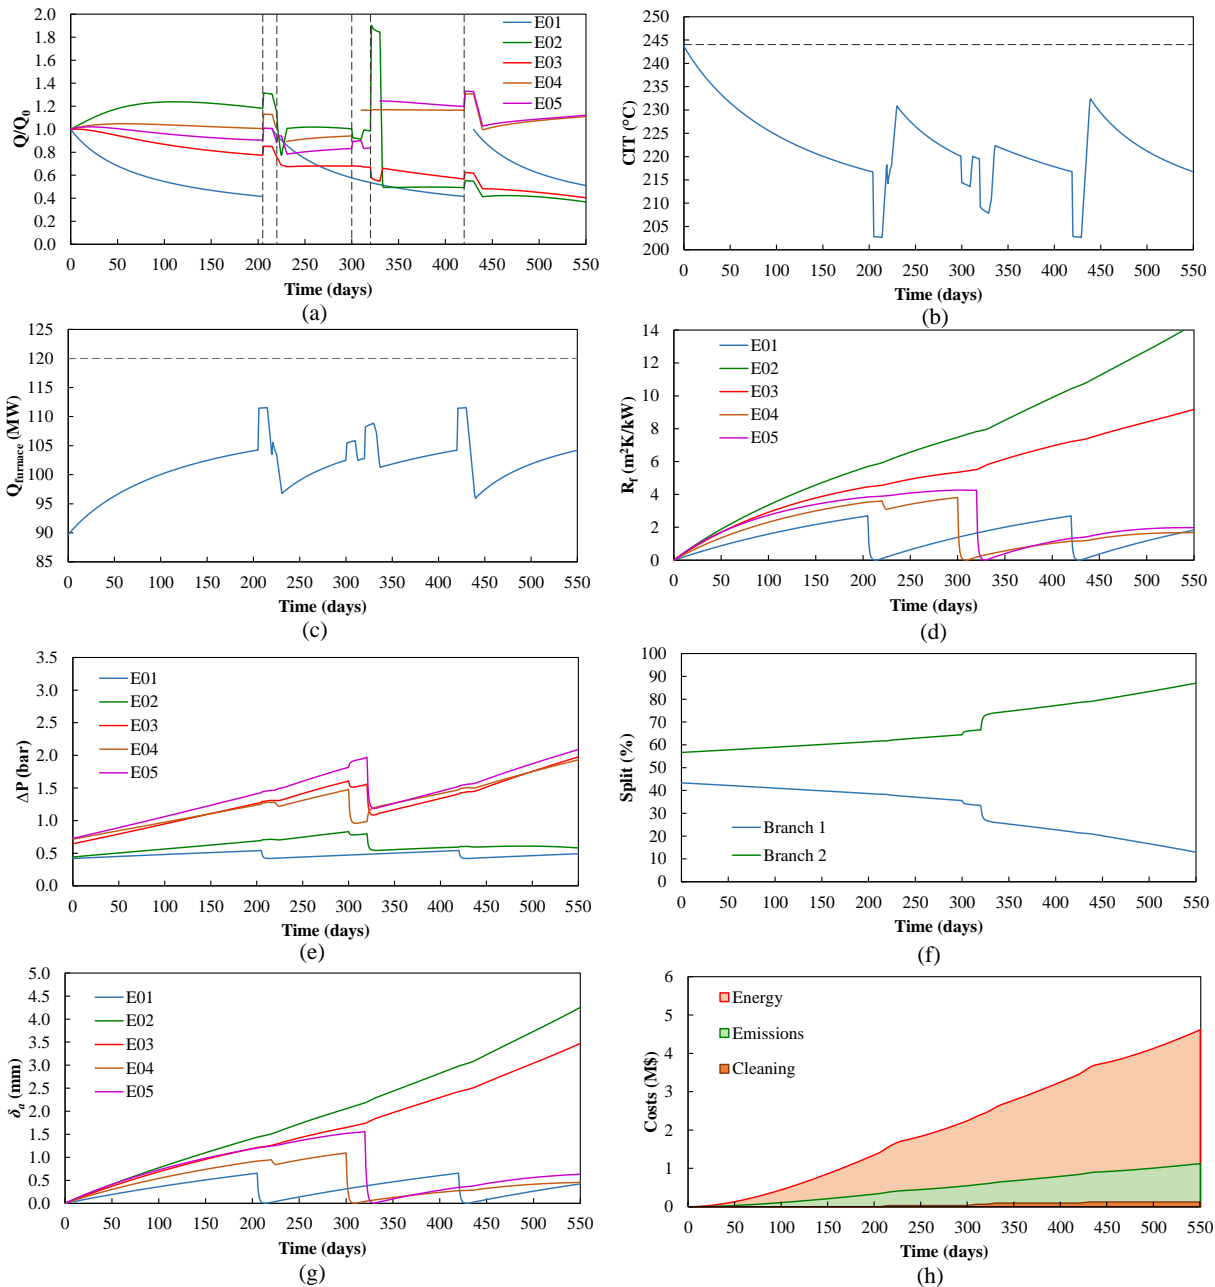 2.0
1.8
1.6
1.4
1.2
1.0
0.8
0.6
0.4
0.2
0.0
Q/Q0
E01
E02
E03
E04
E05
0 50 100 150 200 250 300 350 400 450 500 550
Time (days)
(a)
250
245
240
235
230
225
220
215
210
205
200
CIT (°C)
0 50 100 150 200 250 300 350 400 450 500 550
Time (days)
(b)
125
120
115
110
105
100
95
90
85
Qfurnace (MW)
0 50 100 150 200 250 300 350 400 450 500 550
Time (days)
(c)
14
12
10
8
6
4
2
0
Rf (m²K/kW)
E01
E02
E03
E04
E05
0 50 100 150 200 250 300 350 400 450 500 550
Time (days)
(d)
3.5
3.0
2.5
2.0
1.5
1.0
0.5
0.0
ΔP (bar)
E01
E02
E03
E04
E05
0 50 100 150 200 250 300 350 400 450 500 550
Time (days)
(e)
100
90
80
70
60
50
40
30
20
10
0
Split (%)
Branch 1
Branch 2
0 50 100 150 200 250 300 350 400 450 500 550
Time (days)
(f)
5.0
4.5
4.0
3.5
3.0
2.5
2.0
1.5
1.0
0.5
0.0
δa (mm)
E01
E02
E03
E04
E05
0 50 100 150 200 250 300 350 400 450 500 550
Time (days)
(g)
6
5
4
3
2
1
0
Costs (M$)
Energy
Emissions
Cleaning
0 50 100 150 200 250 300 350 400 450 500 550
Time (days)
(h)